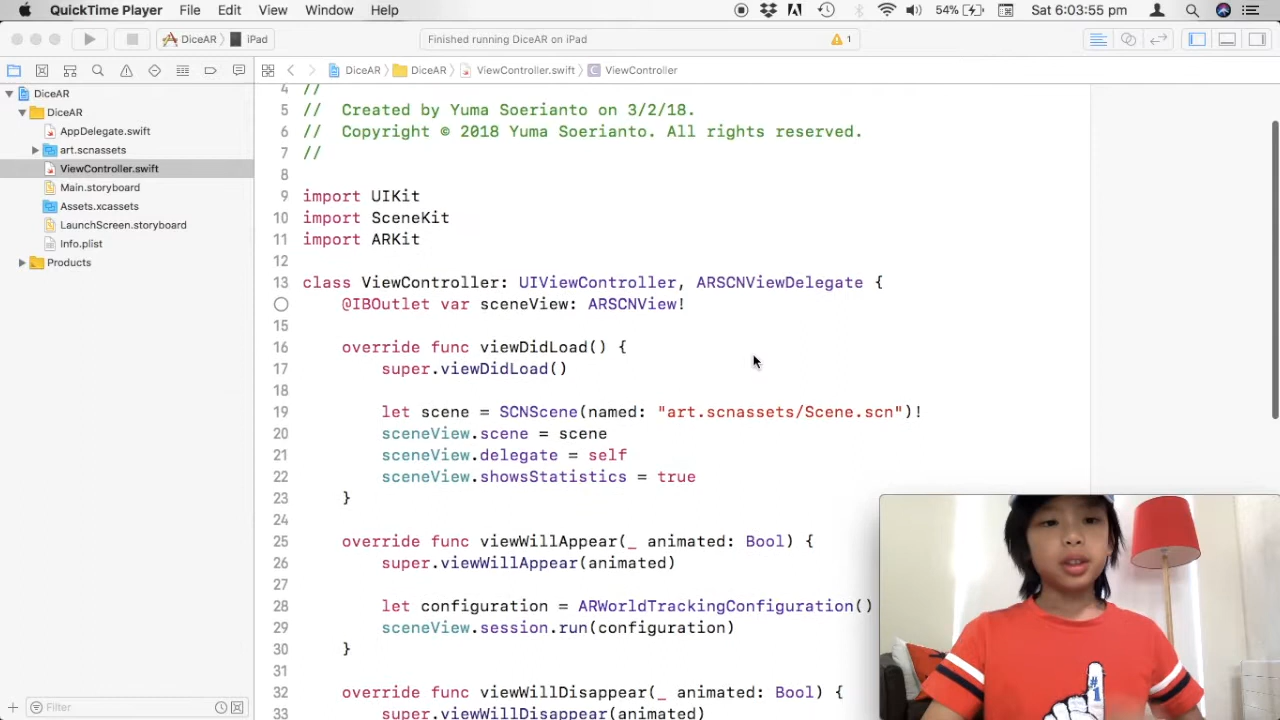 QuickTime Player File Edit View Window Help 54% Sat 6:03:55 pm
DiceAR iPad Finished running DiceAR on iPad 1
DiceAR DiceAR ViewController.swift C ViewController
DiceAR
DiceAR
AppDelegate.swift
art.scnassets
ViewController.swift
Main.storyboard
Assets.xcassets
LaunchScreen.storyboard
Info.plist
Products
Filter
4 //
5 //  Created by Yuma Soerianto on 3/2/18.
6 //  Copyright © 2018 Yuma Soerianto. All rights reserved.
7 //
8
9 import UIKit
10 import SceneKit
11 import ARKit
12
13 class ViewController: UIViewController, ARSCNViewDelegate {
@IBOutlet var sceneView: ARSCNView!
15
16 override func viewDidLoad() {
17 super.viewDidLoad()
18
19 let scene = SCNScene(named: "art.scnassets/Scene.scn")!
20 sceneView.scene = scene
21 sceneView.delegate = self
22 sceneView.showsStatistics = true
23 }
24
25 override func viewWillAppear(_ animated: Bool) {
26 super.viewWillAppear(animated)
27
28 let configuration = ARWorldTrackingConfiguration()
29 sceneView.session.run(configuration)
30 }
31
32 override func viewWillDisappear(_ animated: Bool) {
33 super.viewWillDisappear(animated)
#1